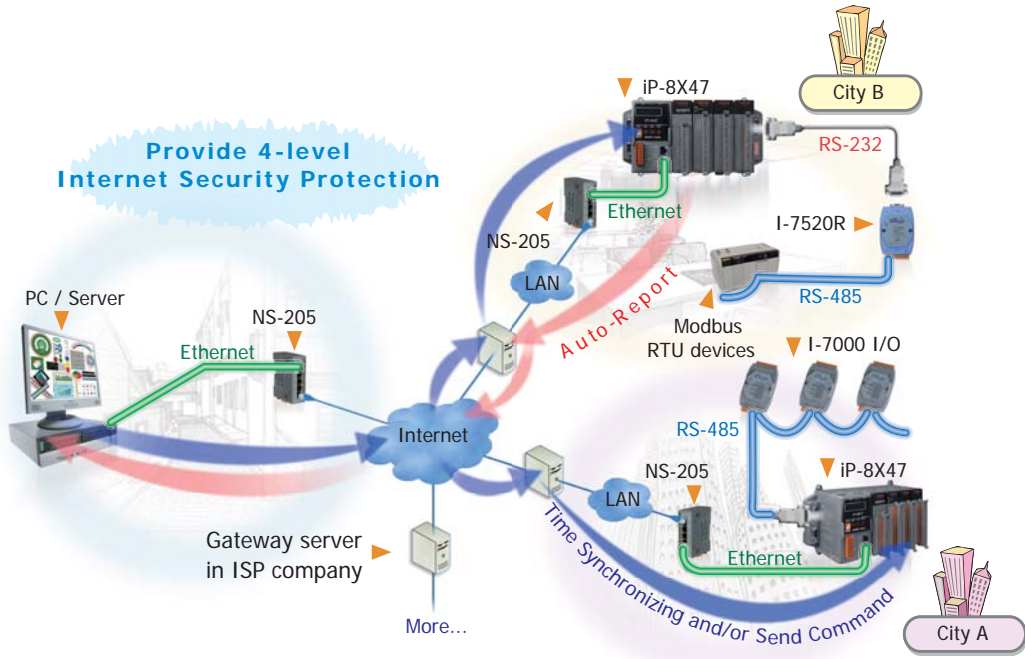 City B
iP-8X47
RS-232
Provide 4-level
Internet Security Protection
Ethernet
NS-205
I-7520R
LAN
RS-485
PC / Server
NS-205
Ethernet
Auto-Report
Modbus
RTU devices
I-7000 I/O
Internet
RS-485
NS-205
iP-8X47
LAN
Ethernet
Time Synchronizing and/or Send Command
Gateway server
in ISP company
More...
City A